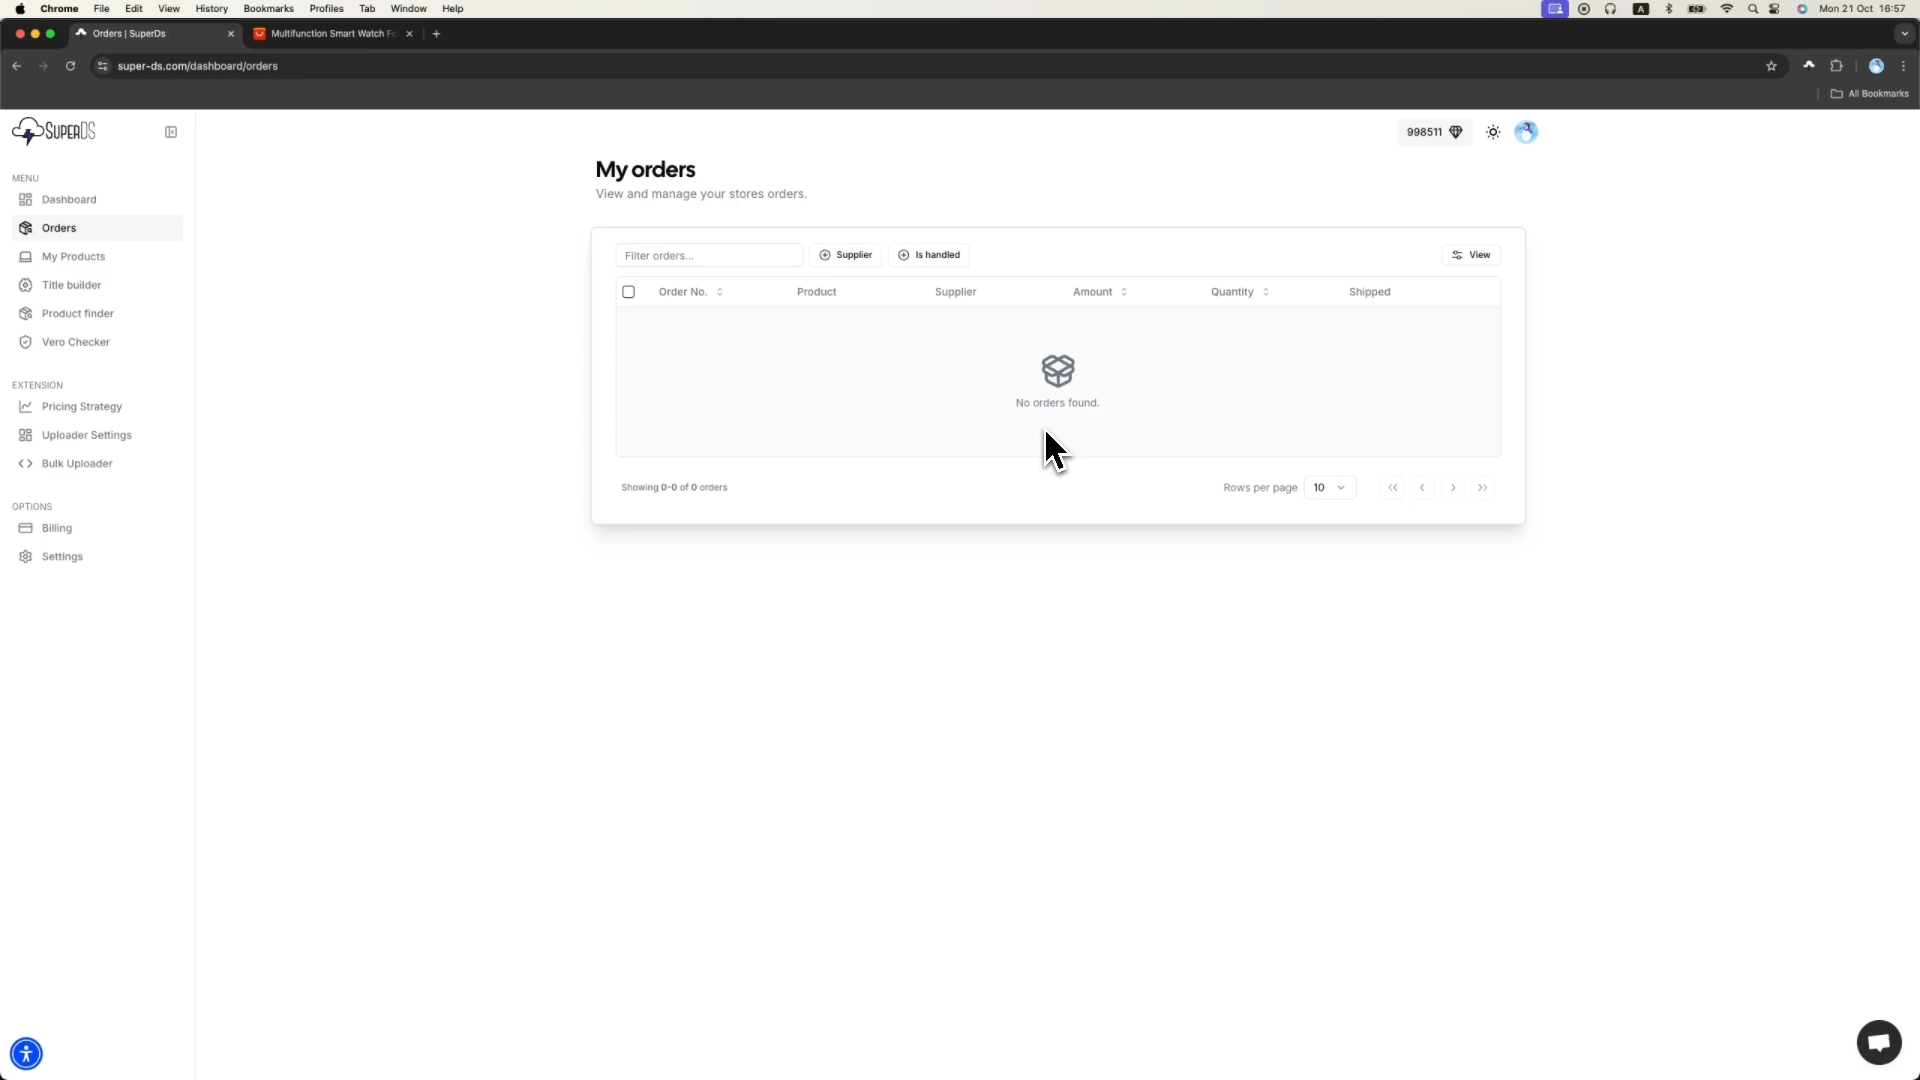 Chrome File Edit View History Bookmarks Profiles Tab Window Help
A
Mon 21 Oct 16:57
Orders | SuperDs
Multifunction Smart Watch Fo
super-ds.com/dashboard/orders
All Bookmarks
SUPERDS
998511
My orders
View and manage your stores orders.
MENU
Dashboard
Orders
My Products
Title builder
Product finder
Vero Checker
EXTENSION
Pricing Strategy
Uploader Settings
Bulk Uploader
OPTIONS
Billing
Settings
Filter orders...
Supplier
Is handled
View
Order No. Product Supplier Amount Quantity Shipped
No orders found.
Showing 0-0 of 0 orders
Rows per page 10